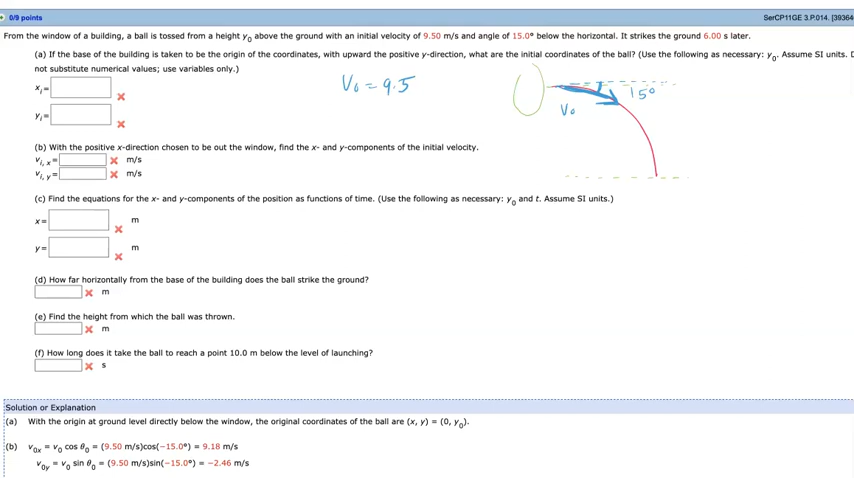 0/9 points
SerCP11GE 3.P.014. [39364
From the window of a building, a ball is tossed from a height y0 above the ground with an initial velocity of 9.50 m/s and angle of 15.0° below the horizontal. It strikes the ground 6.00 s later.
(a) If the base of the building is taken to be the origin of the coordinates, with upward the positive y-direction, what are the initial coordinates of the ball? (Use the following as necessary: y0. Assume SI units. D
not substitute numerical values; use variables only.)
V0 = 9.5
15°
V0
xi =
yi =
(b) With the positive x-direction chosen to be out the window, find the x- and y-components of the initial velocity.
vi, x = m/s
vi, y = m/s
(c) Find the equations for the x- and y-components of the position as functions of time. (Use the following as necessary: y0 and t. Assume SI units.)
x = m
y = m
(d) How far horizontally from the base of the building does the ball strike the ground?
m
(e) Find the height from which the ball was thrown.
m
(f) How long does it take the ball to reach a point 10.0 m below the level of launching?
s
Solution or Explanation
(a) With the origin at ground level directly below the window, the original coordinates of the ball are (x, y) = (0, y0).
(b) v0x = v0 cos θ0 = (9.50 m/s)cos(−15.0°) = 9.18 m/s
v0y = v0 sin θ0 = (9.50 m/s)sin(−15.0°) = −2.46 m/s